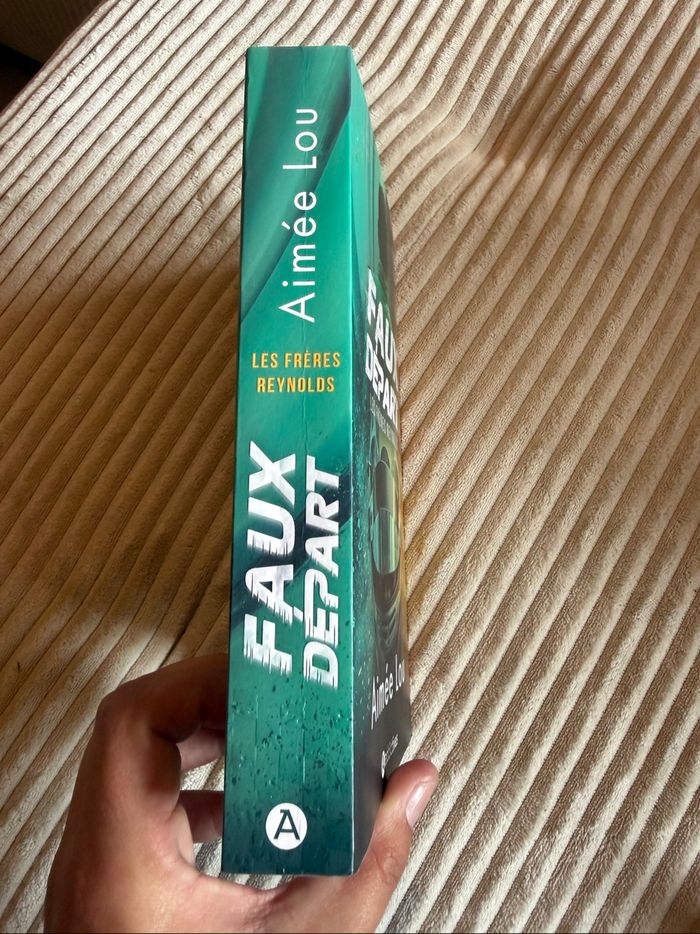 Aimée Lou
LES FRÈRES
REYNOLDS
FAUX
DÉPART
A
FAUX
DÉPART
Aimée Lou